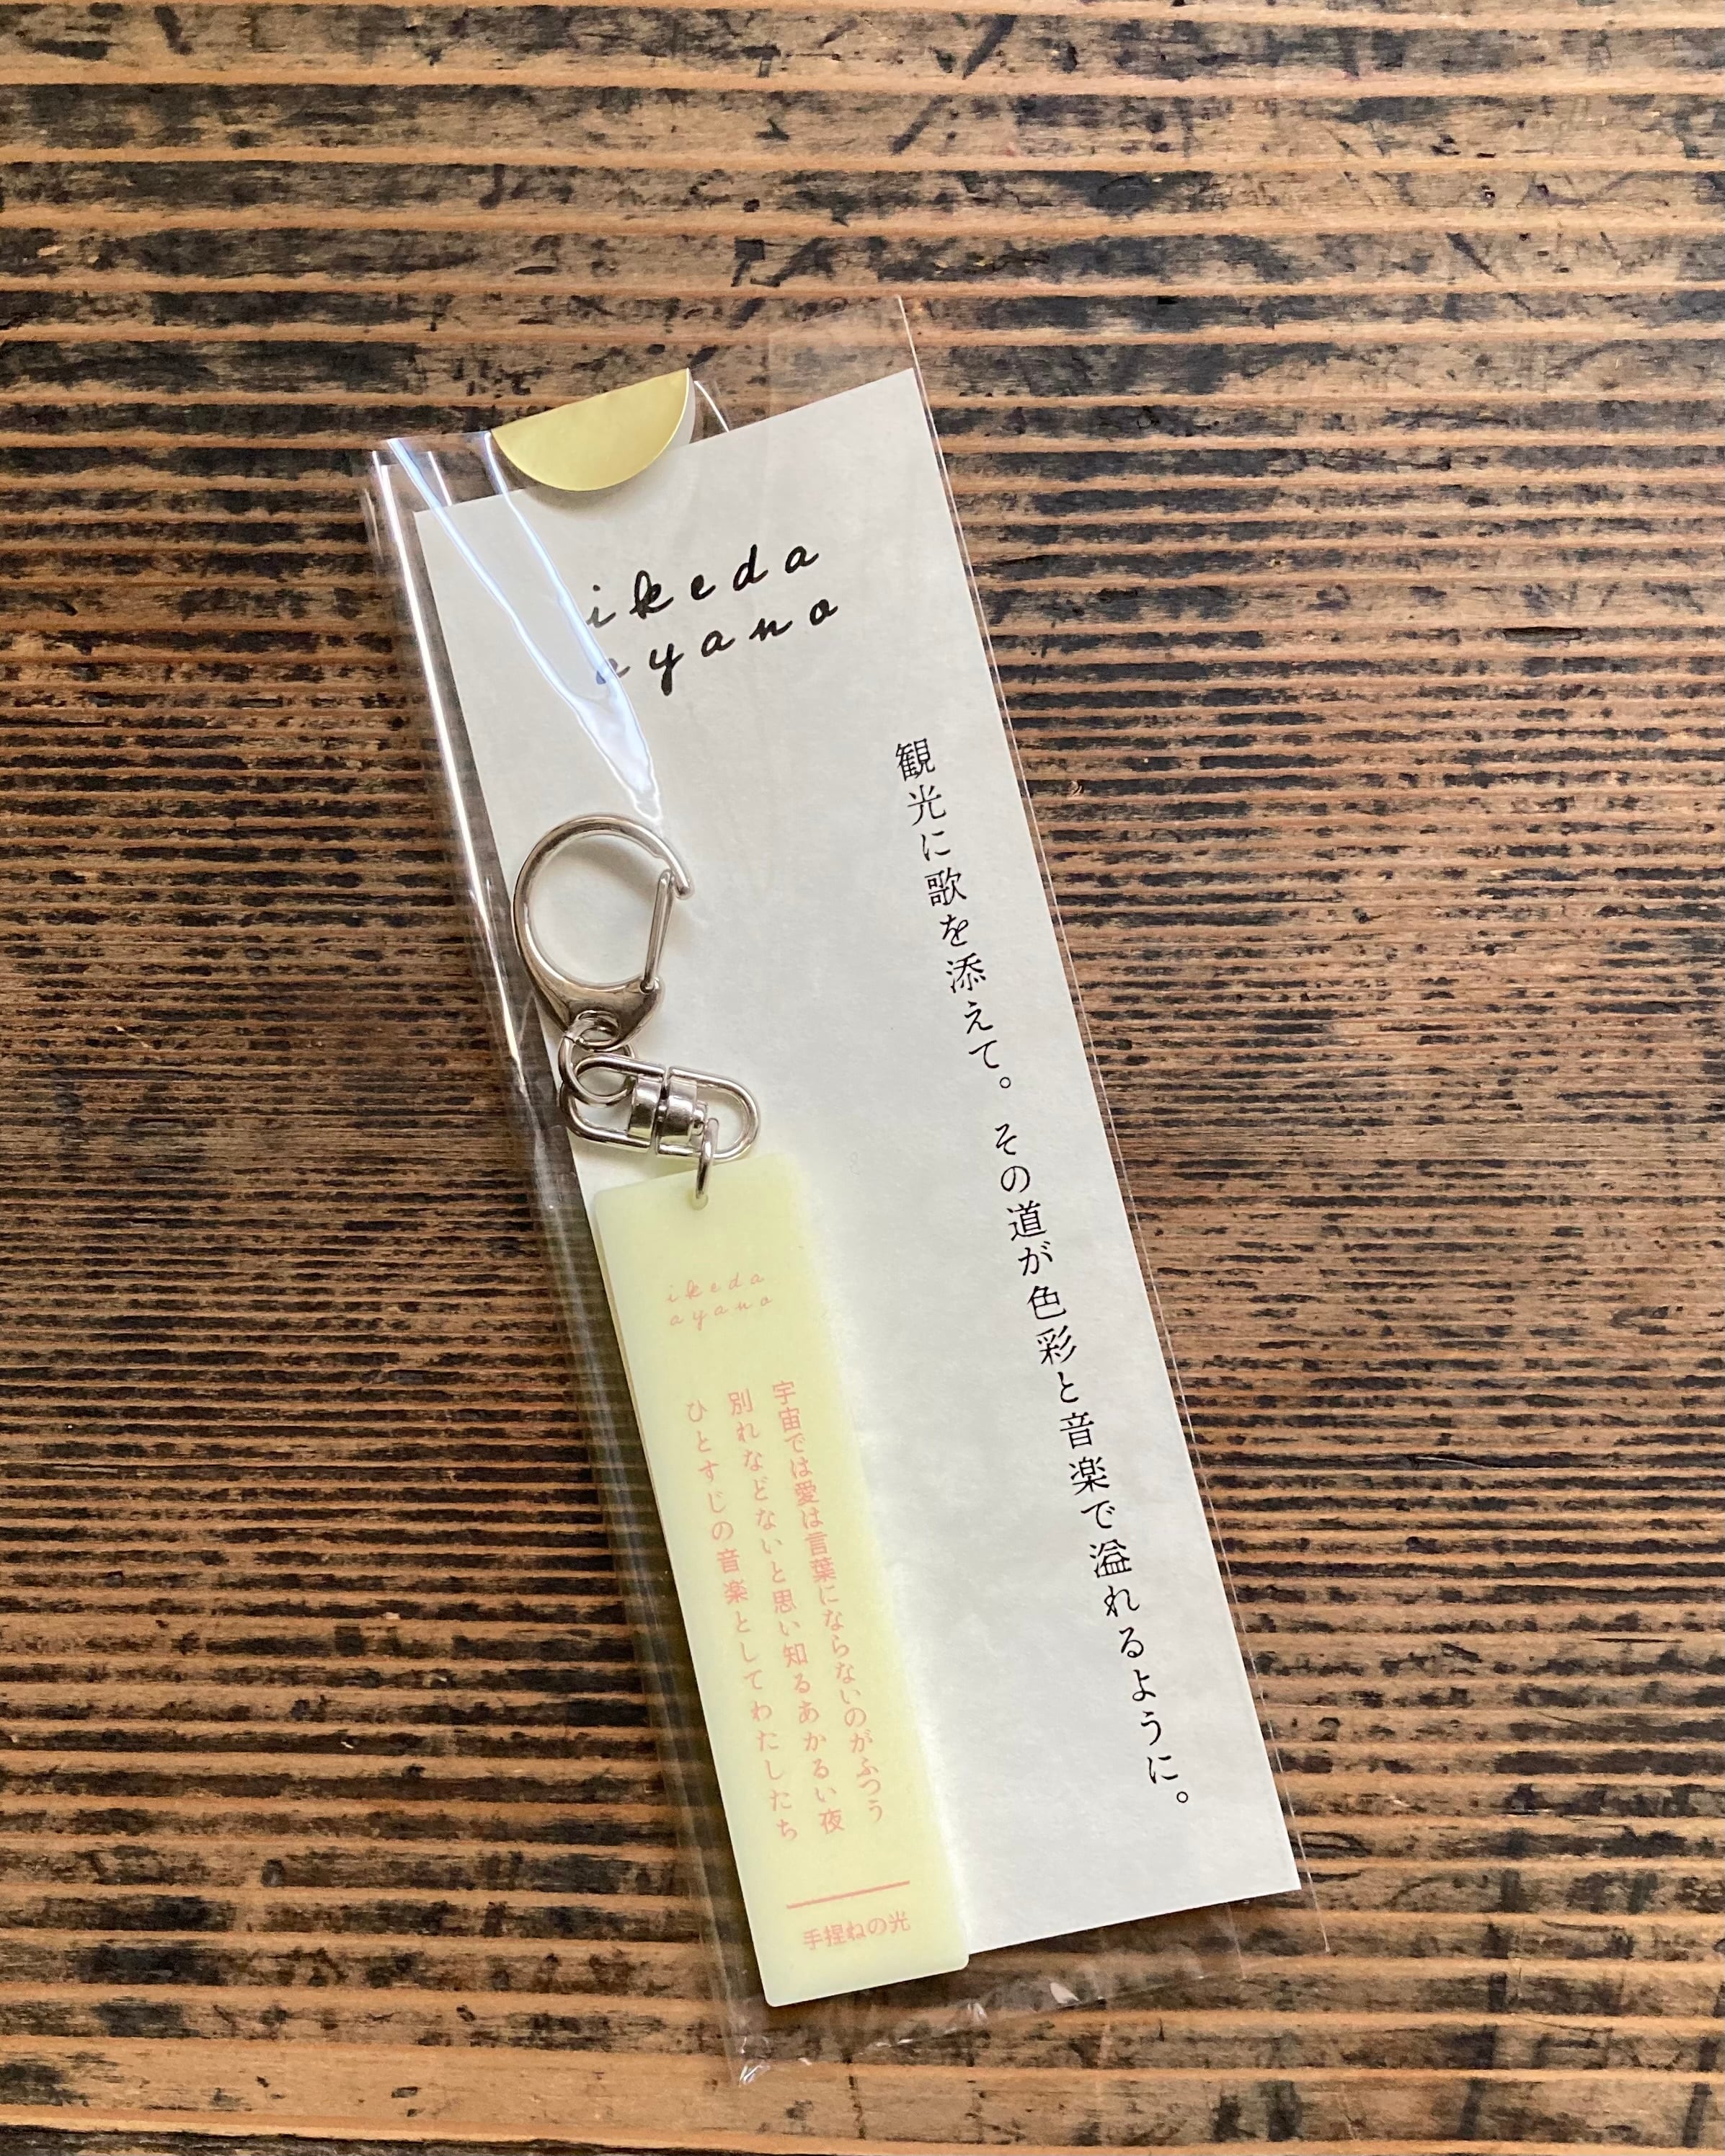 ikeda
ayano
観光に歌を添えて。その道が色彩と音楽で溢れるように。
ikeda
ayano
宇宙では愛は言葉にならないのがふつう
別れなどないと思い知るあかるい夜
ひとすじの音楽としてわたしたち
手捏ねの光